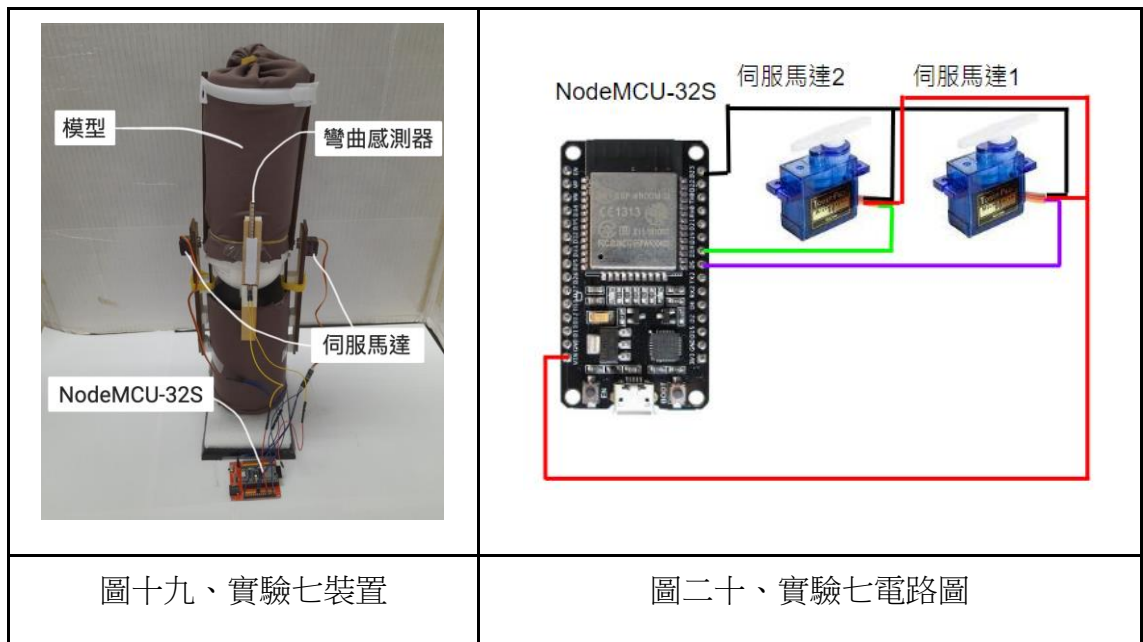 模型
彎曲感測器
伺服馬達
NodeMCU-32S
NodeMCU-32S
伺服馬達2
伺服馬達1
EN
BOOT
圖十九、實驗七裝置
圖二十、實驗七電路圖